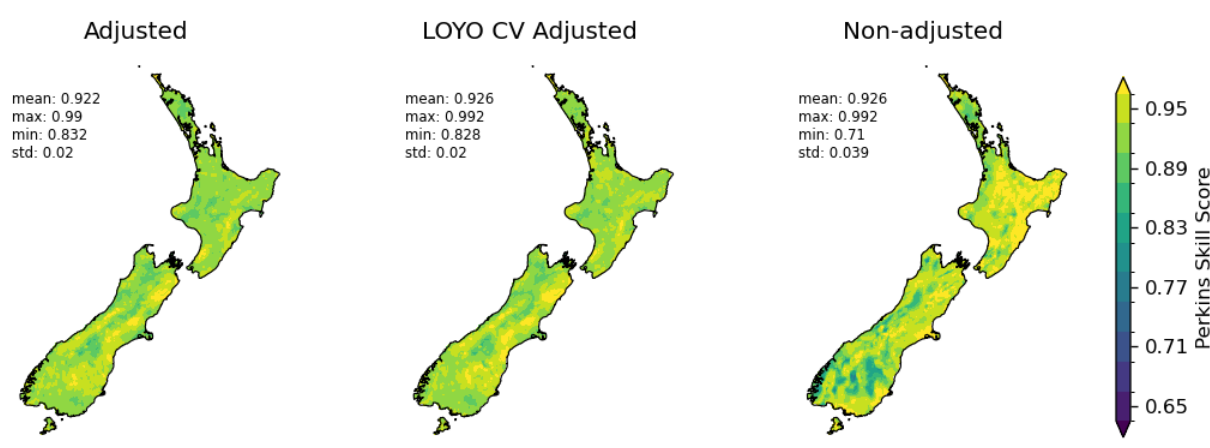 Adjusted
mean: 0.922
max: 0.99
min: 0.832
std: 0.02
LOYO CV Adjusted
mean: 0.926
max: 0.992
min: 0.828
std: 0.02
Non-adjusted
mean: 0.926
max: 0.992
min: 0.71
std: 0.039
0.95
0.89
0.83
0.77
0.71
0.65
Perkins Skill Score